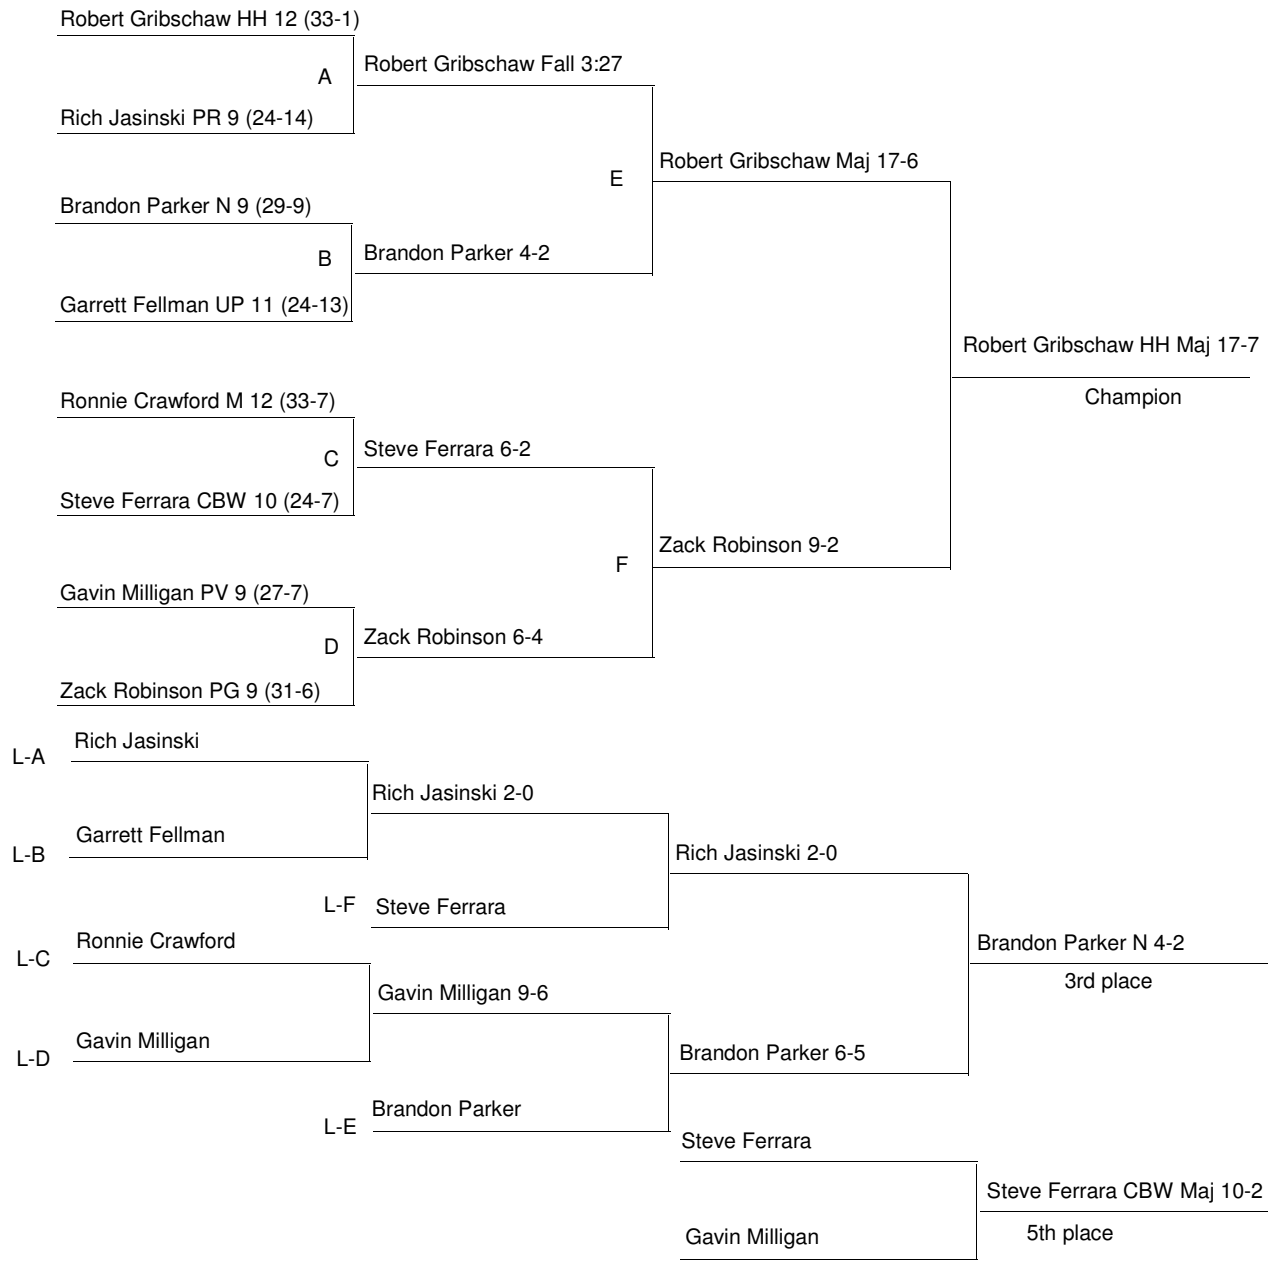 Robert Gribschaw HH 12 (33-1)
Robert Gribschaw Fall 3:27
A
Rich Jasinski PR 9 (24-14)
Robert Gribschaw Maj 17-6
E
Brandon Parker N 9 (29-9)
Brandon Parker 4-2
B
Garrett Fellman UP 11 (24-13)
Robert Gribschaw HH Maj 17-7
Champion
Ronnie Crawford M 12 (33-7)
Steve Ferrara 6-2
C
Steve Ferrara CBW 10 (24-7)
Zack Robinson 9-2
F
Gavin Milligan PV 9 (27-7)
Zack Robinson 6-4
D
Zack Robinson PG 9 (31-6)
Rich Jasinski
L-A
Rich Jasinski 2-0
Garrett Fellman
L-B
Rich Jasinski 2-0
L-F
Steve Ferrara
Ronnie Crawford
L-C
Brandon Parker N 4-2
3rd place
Gavin Milligan 9-6
Gavin Milligan
L-D
Brandon Parker 6-5
Brandon Parker
L-E
Steve Ferrara
Steve Ferrara CBW Maj 10-2
5th place
Gavin Milligan